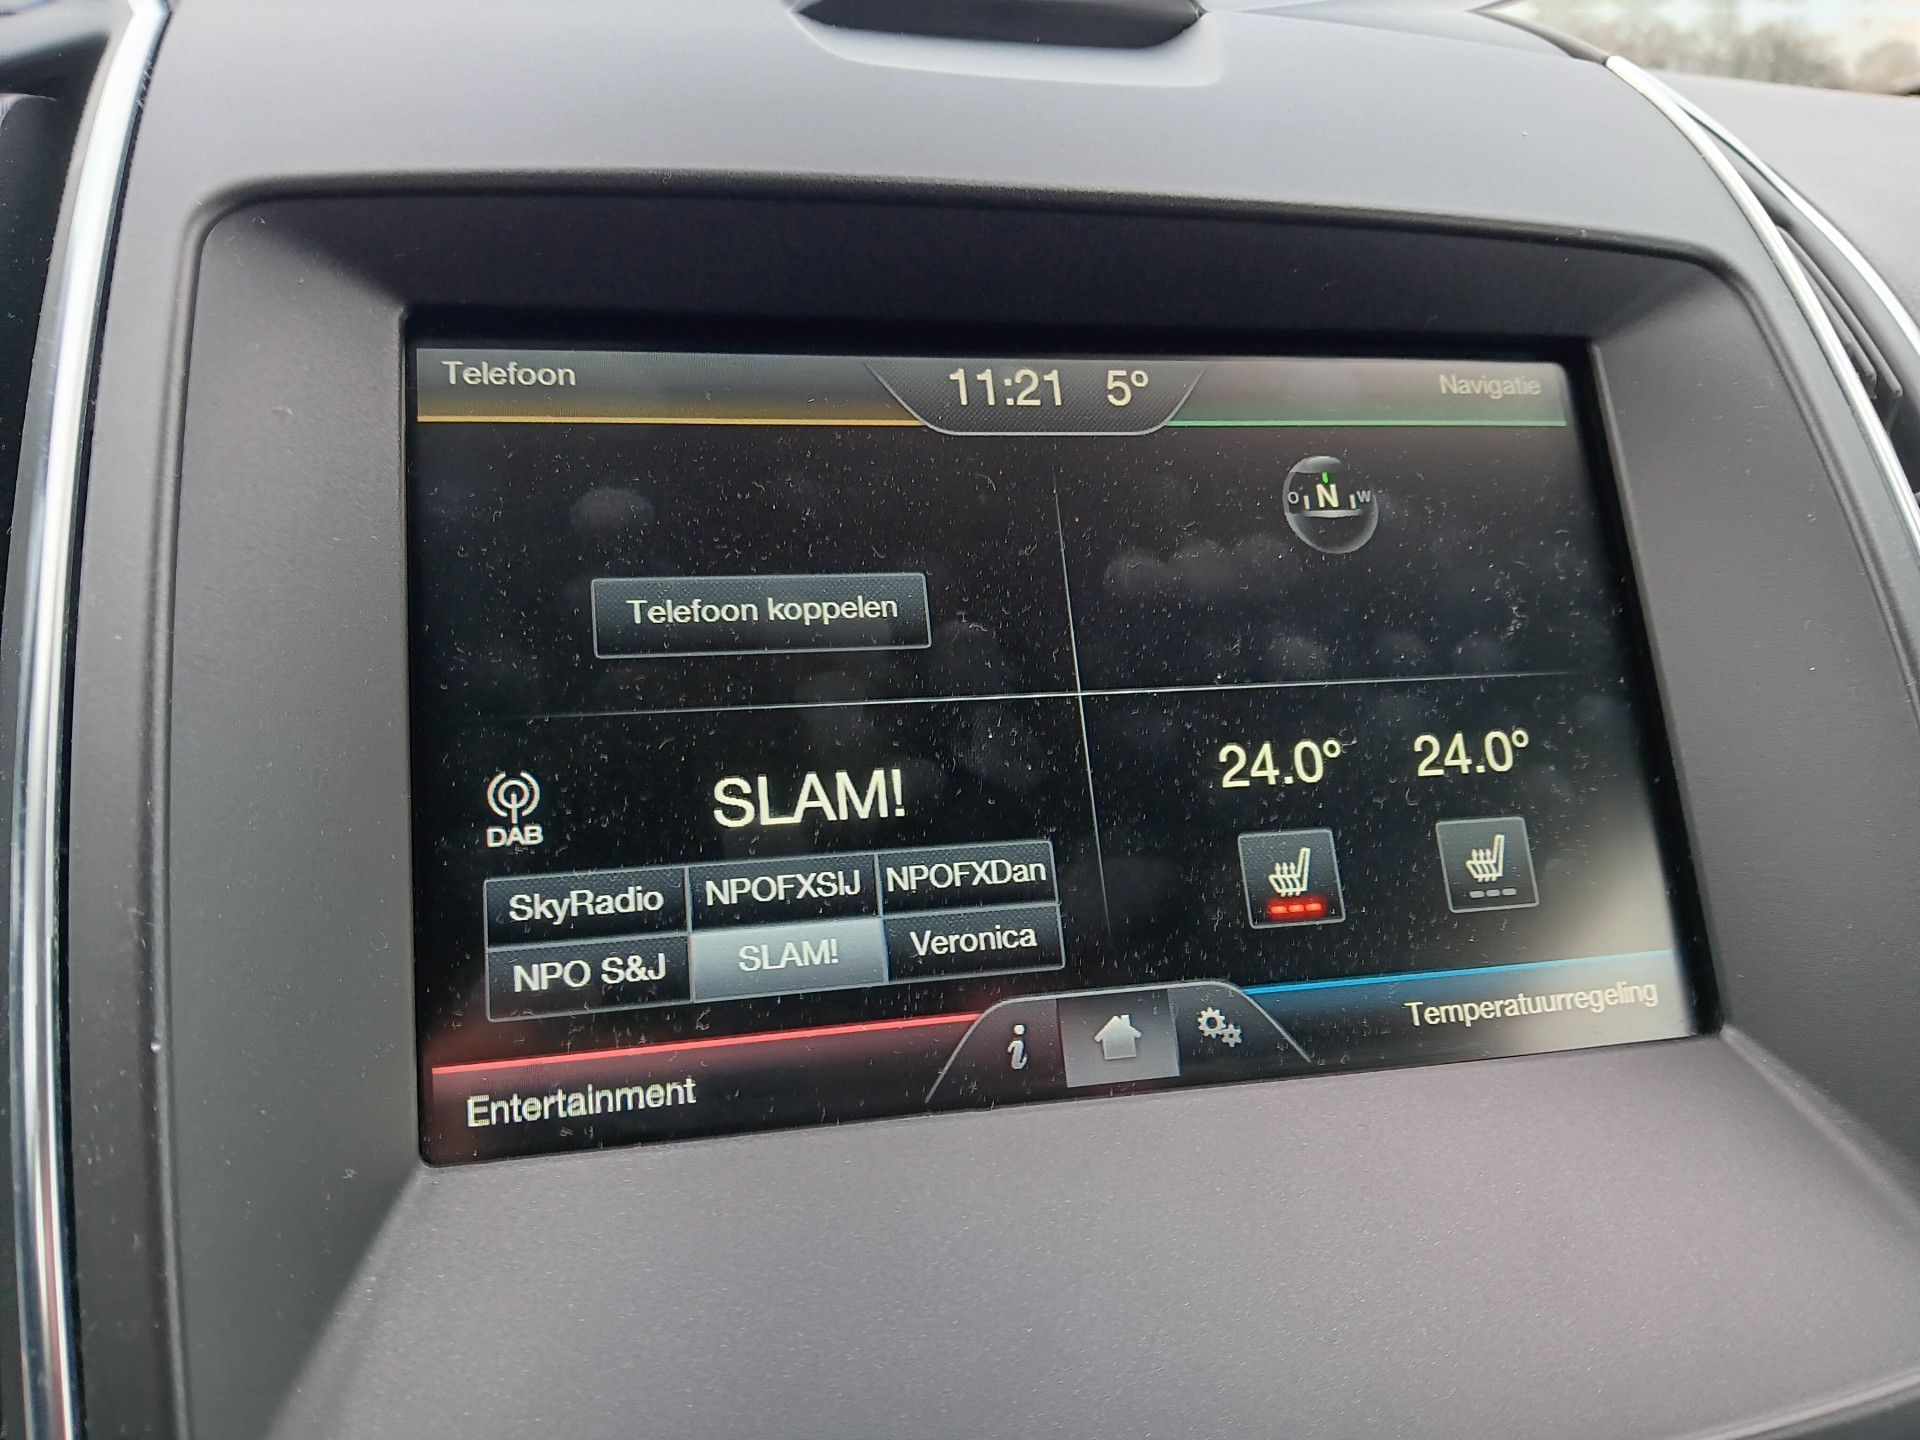 Telefoon
11:21 5°
Navigatie
O N W
Telefoon koppelen
DAB
SLAM!
24.0° 24.0°
SkyRadio NPOFXSIJ NPOFXDan
NPO S&J SLAM! Veronica
i
Entertainment
Temperatuurregeling